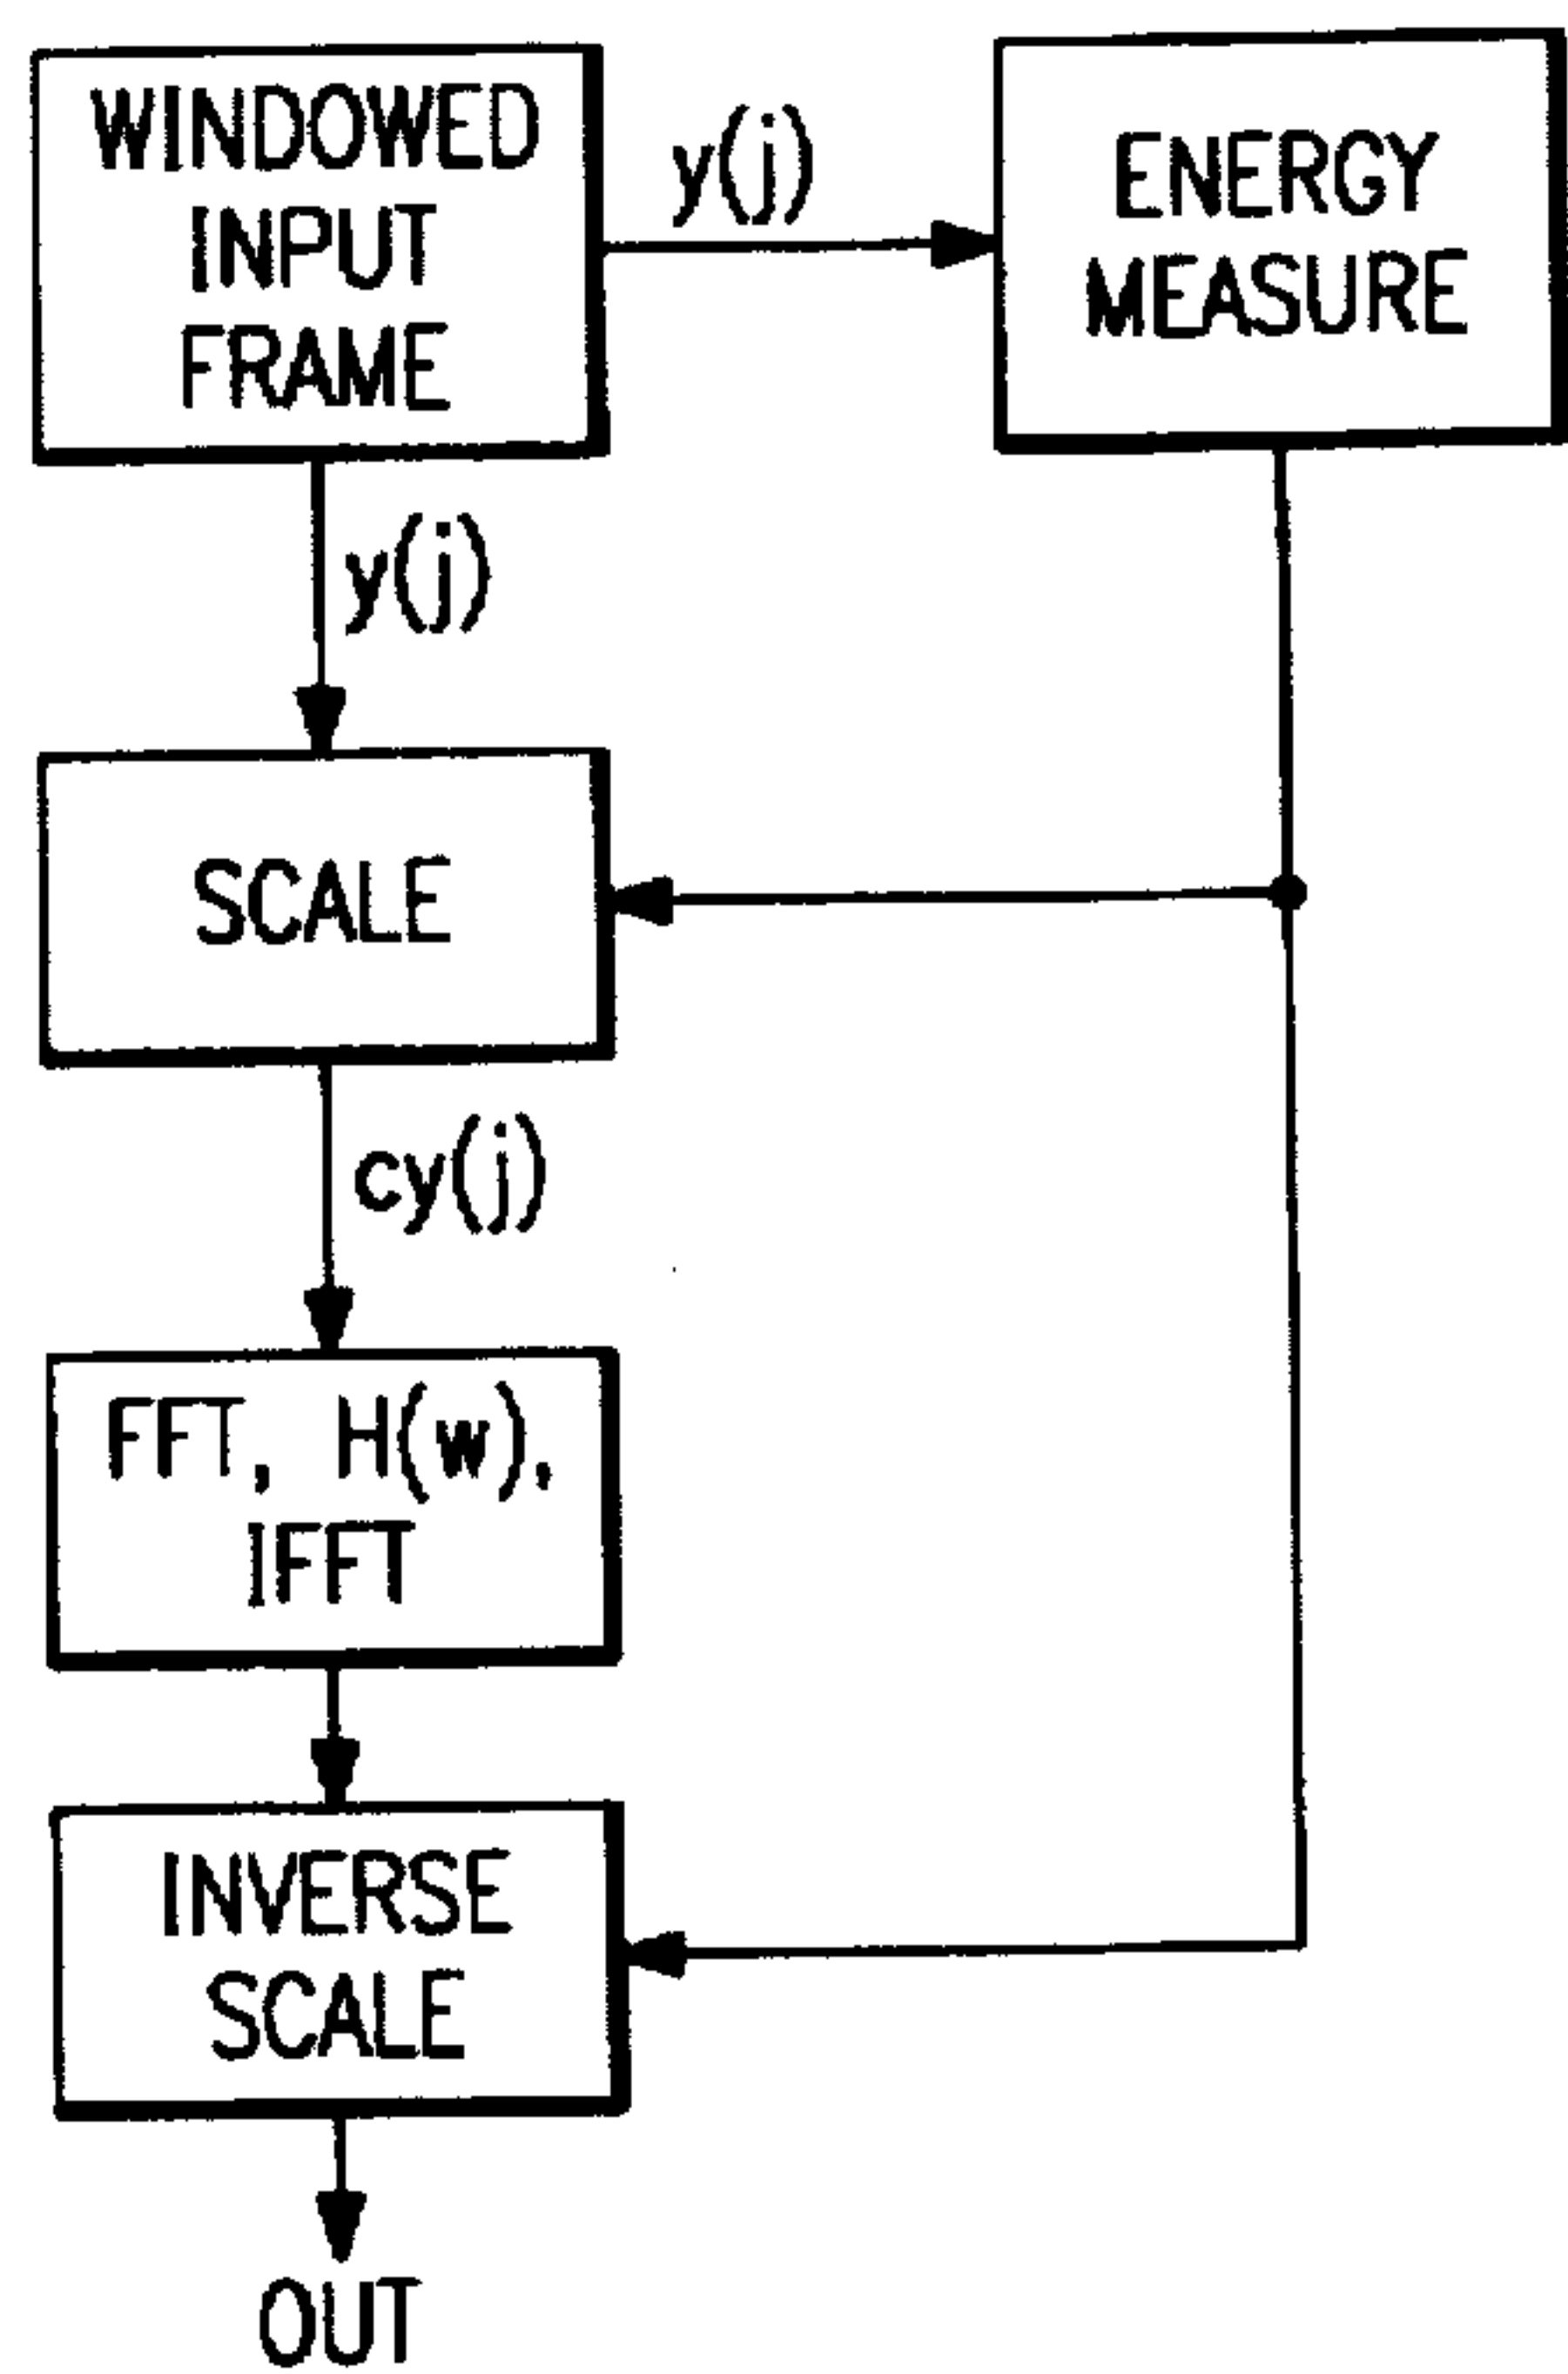 WINDOWED
INPUT
FRAME
y(j)
ENERGY
MEASURE
y(j)
SCALE
cy(j)
FFT, H(w),
IFFT
INVERSE
SCALE
OUT